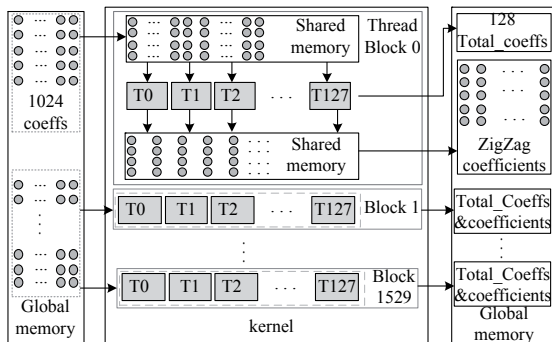 1024
coeffs
Global
memory
Shared
memory
Thread
Block 0
T0 T1 T2 . . . T127
Shared
memory
T0 T1 T2 . . . T127
Block 1
T0 T1 T2 . . . T127
Block
1529
kernel
128
Total_coeffs
ZigZag
coefficients
Total_Coeffs
&coefficients
Total_Coeffs
&coefficients
Global
memory